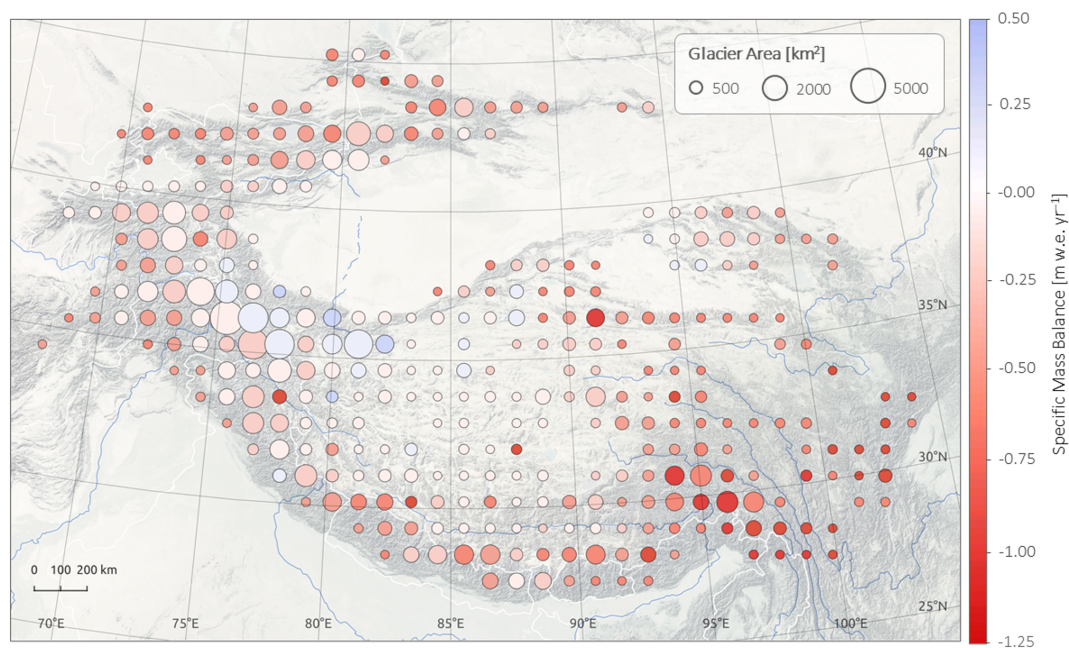 Glacier Area [km²]
500
2000
5000
40°N
35°N
30°N
25°N
0 100 200 km
70°E
75°E
80°E
85°E
90°E
95°E
100°E
0.50
0.25
-0.00
-0.25
-0.50
-0.75
-1.00
-1.25
Specific Mass Balance [m w.e. yr⁻¹]